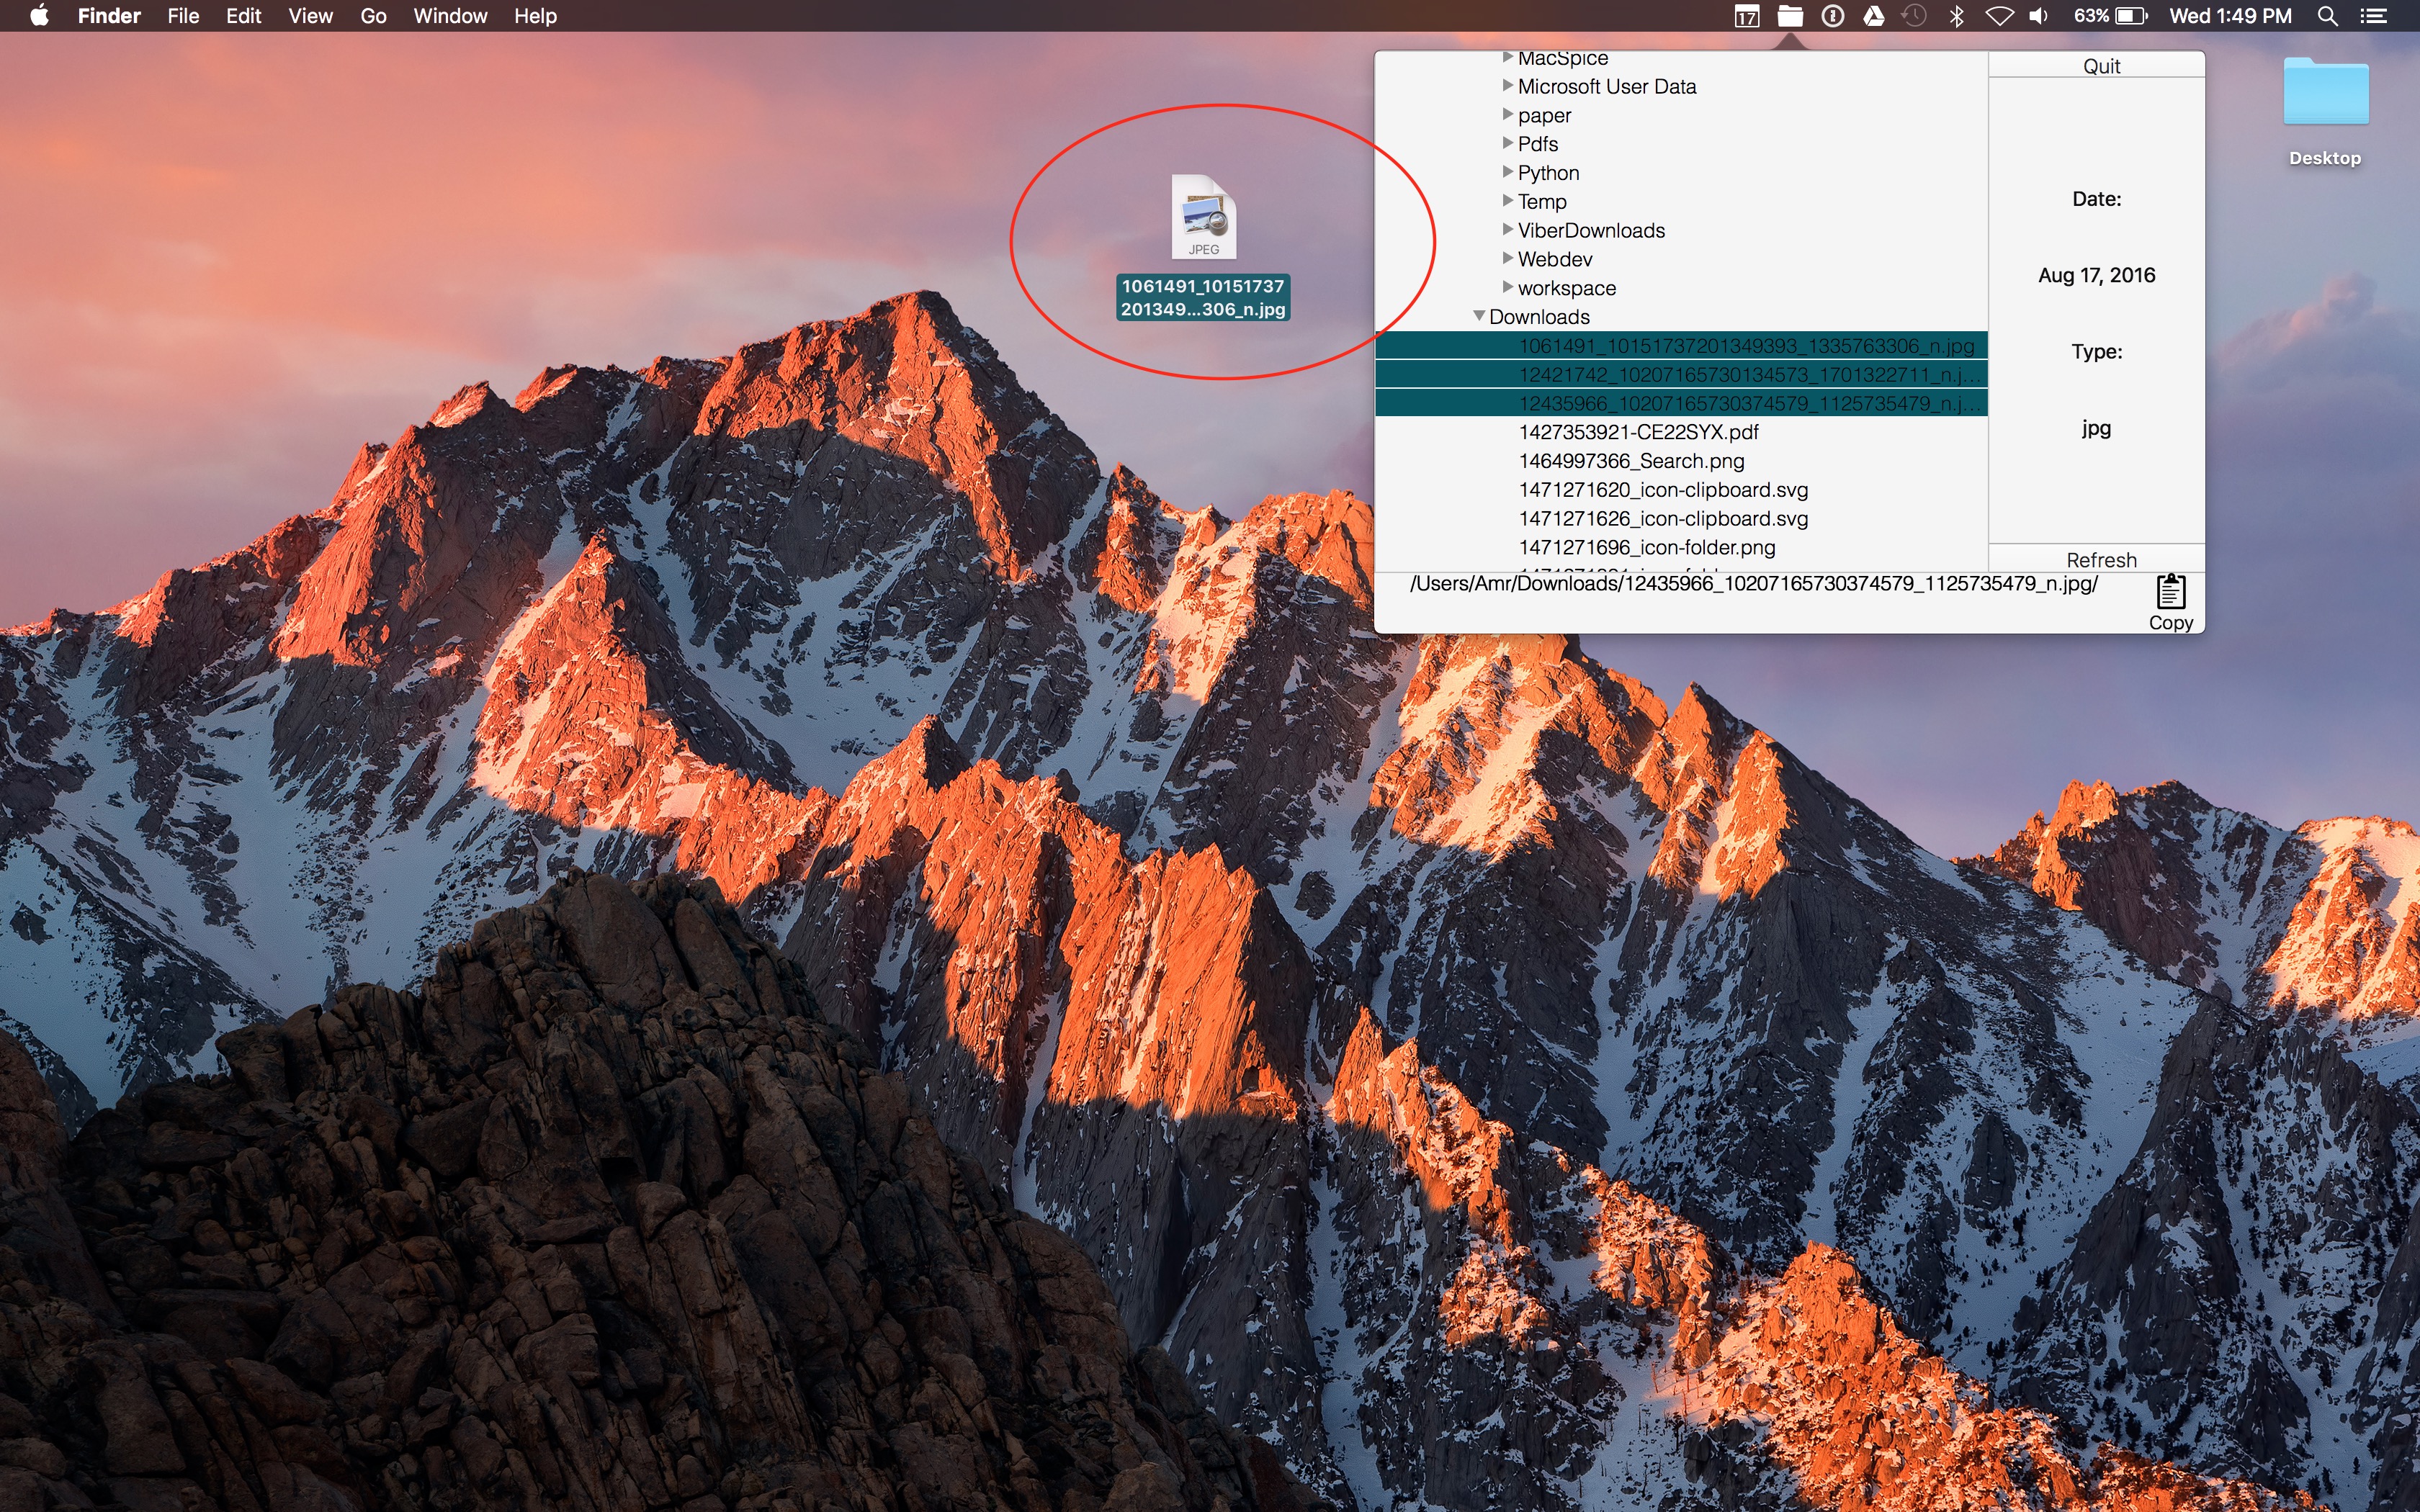 Finder File Edit View Go Window Help
17
63% Wed 1:49 PM
MacSpice
Microsoft User Data
paper
Pdfs
Python
Temp
ViberDownloads
Webdev
workspace
Downloads
1061491_10151737201349393_1335763306_n.jpg
12421742_10207165730134573_1701322711_n.j...
12435966_10207165730374579_1125735479_n.j...
1427353921-CE22SYX.pdf
1464997366_Search.png
1471271620_icon-clipboard.svg
1471271626_icon-clipboard.svg
1471271696_icon-folder.png
/Users/Amr/Downloads/12435966_10207165730374579_1125735479_n.jpg/
Quit
Date:
Aug 17, 2016
Type:
jpg
Refresh
Copy
Desktop
JPEG
1061491_10151737
201349...306_n.jpg